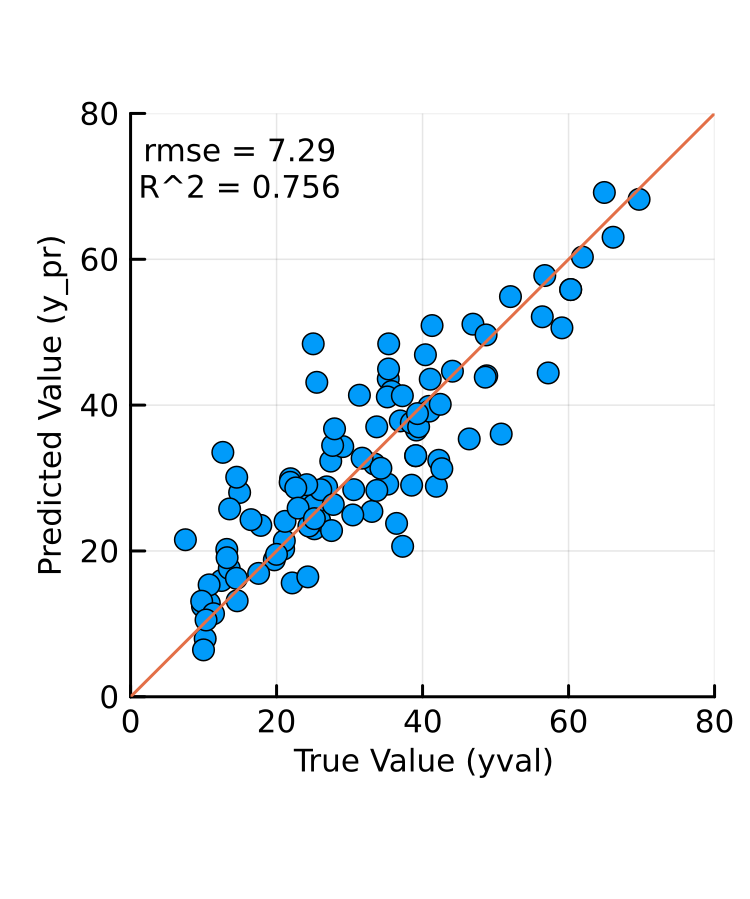 80
rmse = 7.29
R^2 = 0.756
60
40
20
0
Predicted Value (y_pr)
0 20 40 60 80
True Value (yval)